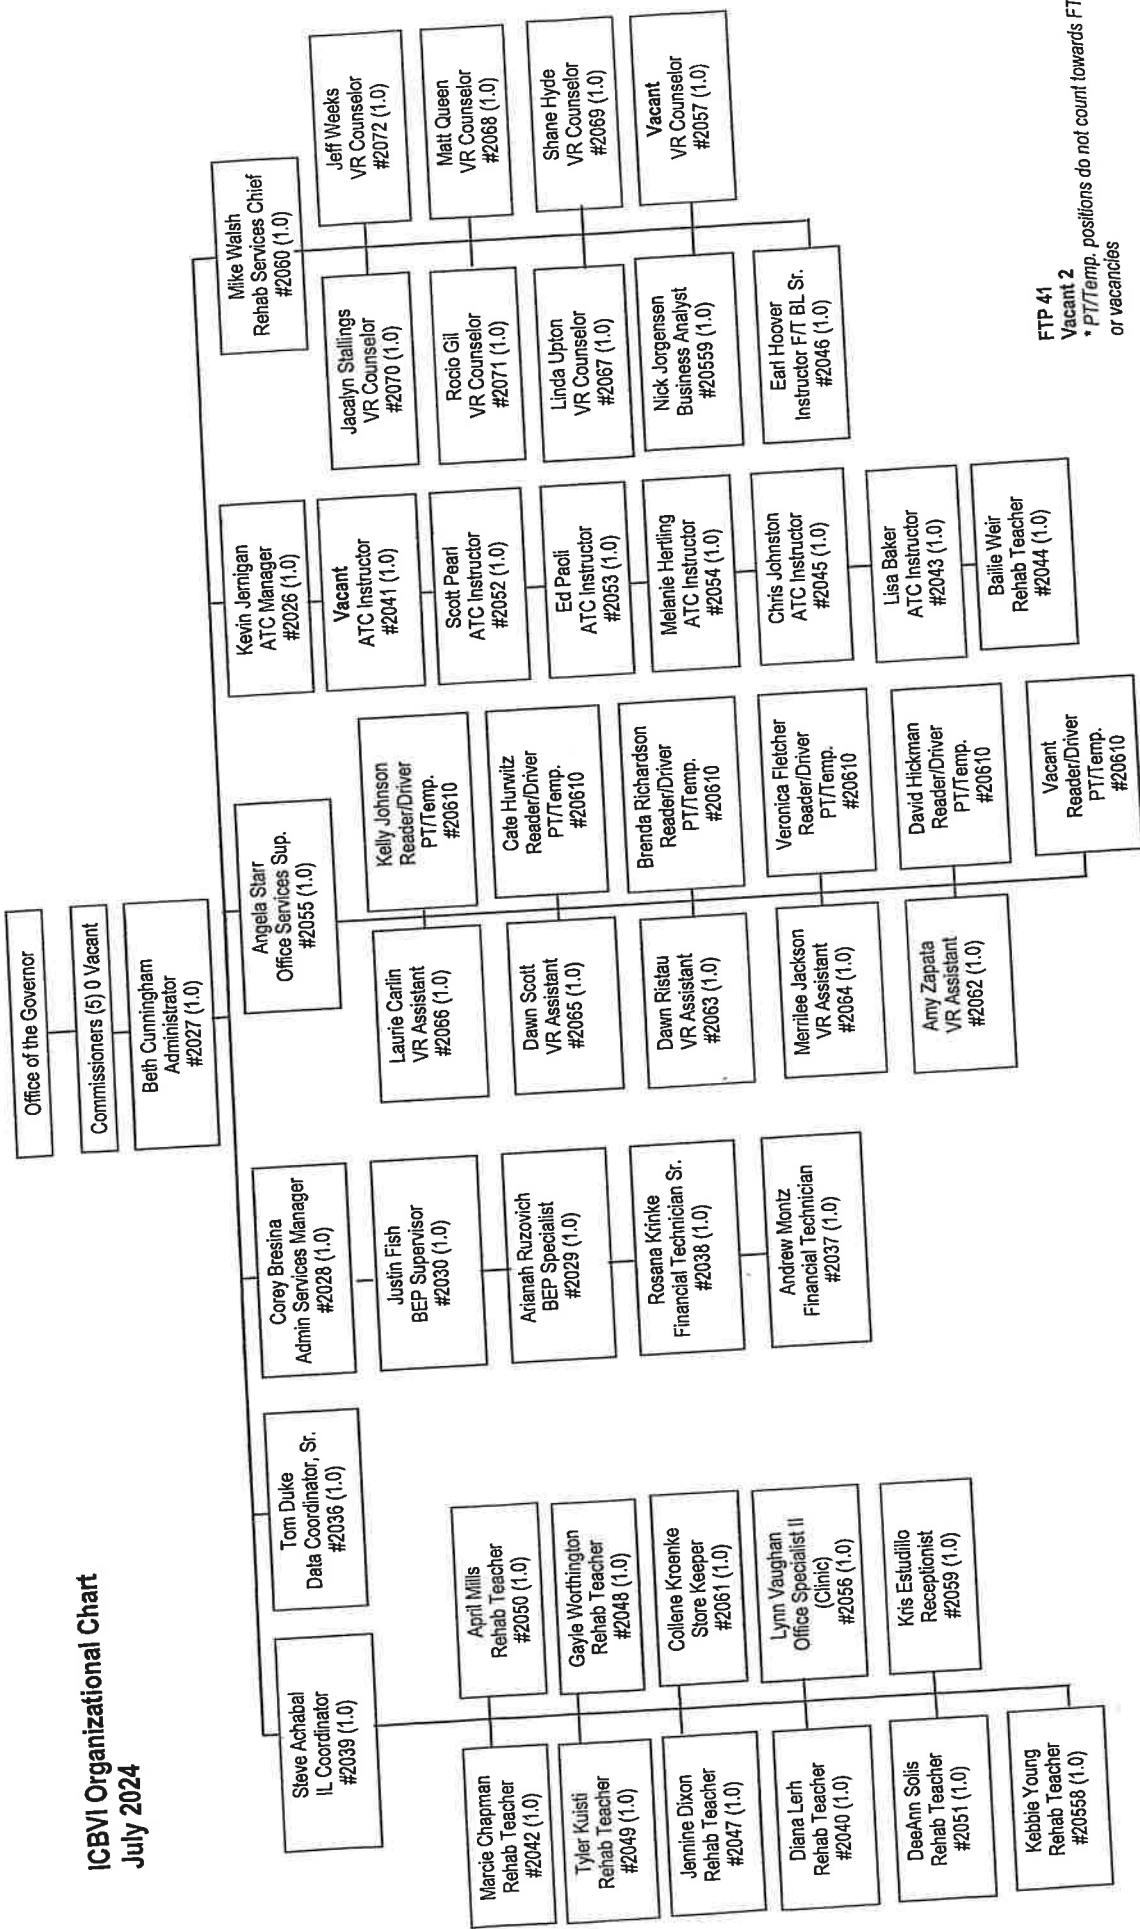 ICBVI Organizational Chart
July 2024
Office of the Governor
Commissioners (5) 0 Vacant
Beth Cunningham
Administrator
#2027 (1.0)
Steve Achabal
IL Coordinator
#2039 (1.0)
Marcie Chapman
Rehab Teacher
#2042 (1.0)
April Mills
Rehab Teacher
#2050 (1.0)
Tyler Kuisti
Rehab Teacher
#2049 (1.0)
Gayle Worthington
Rehab Teacher
#2048 (1.0)
Jennine Dixon
Rehab Teacher
#2047 (1.0)
Collene Kroenke
Store Keeper
#2061 (1.0)
Diana Leh
Rehab Teacher
#2040 (1.0)
Lynn Vaughan
Office Specialist II
(Clinic)
#2056 (1.0)
DeeAnn Solis
Rehab Teacher
#2051 (1.0)
Kris Estudillo
Receptionist
#2059 (1.0)
Kebbie Young
Rehab Teacher
#20558 (1.0)
Tom Duke
Data Coordinator, Sr.
#2036 (1.0)
Corey Bresina
Admin Services Manager
#2028 (1.0)
Justin Fish
BEP Supervisor
#2030 (1.0)
Arianah Ruzovich
BEP Specialist
#2029 (1.0)
Rosana Krinke
Financial Technician Sr.
#2038 (1.0)
Andrew Montz
Financial Technician
#2037 (1.0)
Angela Starr
Office Services Sup.
#2055 (1.0)
Laurie Carlin
VR Assistant
#2066 (1.0)
Kelly Johnson
Reader/Driver
PT/Temp.
#20610
Dawn Scott
VR Assistant
#2065 (1.0)
Cate Hurwitz
Reader/Driver
PT/Temp.
#20610
Dawn Ristau
VR Assistant
#2063 (1.0)
Brenda Richardson
Reader/Driver
PT/Temp.
#20610
Merrilee Jackson
VR Assistant
#2064 (1.0)
Veronica Fletcher
Reader/Driver
PT/Temp.
#20610
Amy Zapata
VR Assistant
#2062 (1.0)
David Hickman
Reader/Driver
PT/Temp.
#20610
Vacant
Reader/Driver
PT/Temp.
#20610
Kevin Jernigan
ATC Manager
#2026 (1.0)
Vacant
ATC Instructor
#2041 (1.0)
Scott Pearl
ATC Instructor
#2052 (1.0)
Ed Paoli
ATC Instructor
#2053 (1.0)
Melanie Hertling
ATC Instructor
#2054 (1.0)
Chris Johnston
ATC Instructor
#2045 (1.0)
Lisa Baker
ATC Instructor
#2043 (1.0)
Bailie Weir
Rehab Teacher
#2044 (1.0)
Mike Walsh
Rehab Services Chief
#2060 (1.0)
Jacalyn Stallings
VR Counselor
#2070 (1.0)
Jeff Weeks
VR Counselor
#2072 (1.0)
Rocio Gil
VR Counselor
#2071 (1.0)
Matt Queen
VR Counselor
#2068 (1.0)
Linda Upton
VR Counselor
#2067 (1.0)
Shane Hyde
VR Counselor
#2069 (1.0)
Nick Jorgensen
Business Analyst
#20559 (1.0)
Vacant
VR Counselor
#2057 (1.0)
Earl Hoover
Instructor F/T BL Sr.
#2046 (1.0)
FTP 41
Vacant 2
* PT/Temp. positions do not count towards
or vacancies